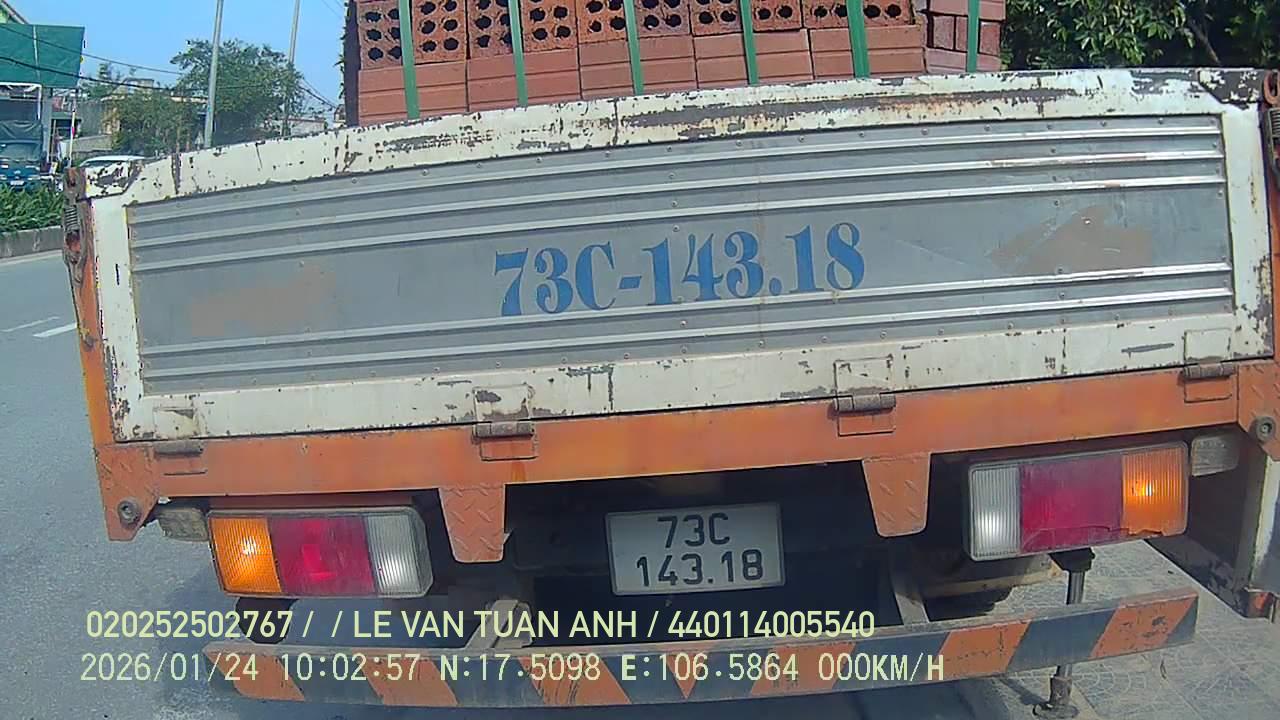 73C-143.18
73C
143.18
020252502767 / / LE VAN TUAN ANH / 440114005540
2026/01/24 10:02:57 N:17.5098 E:106.5864 000KM/H